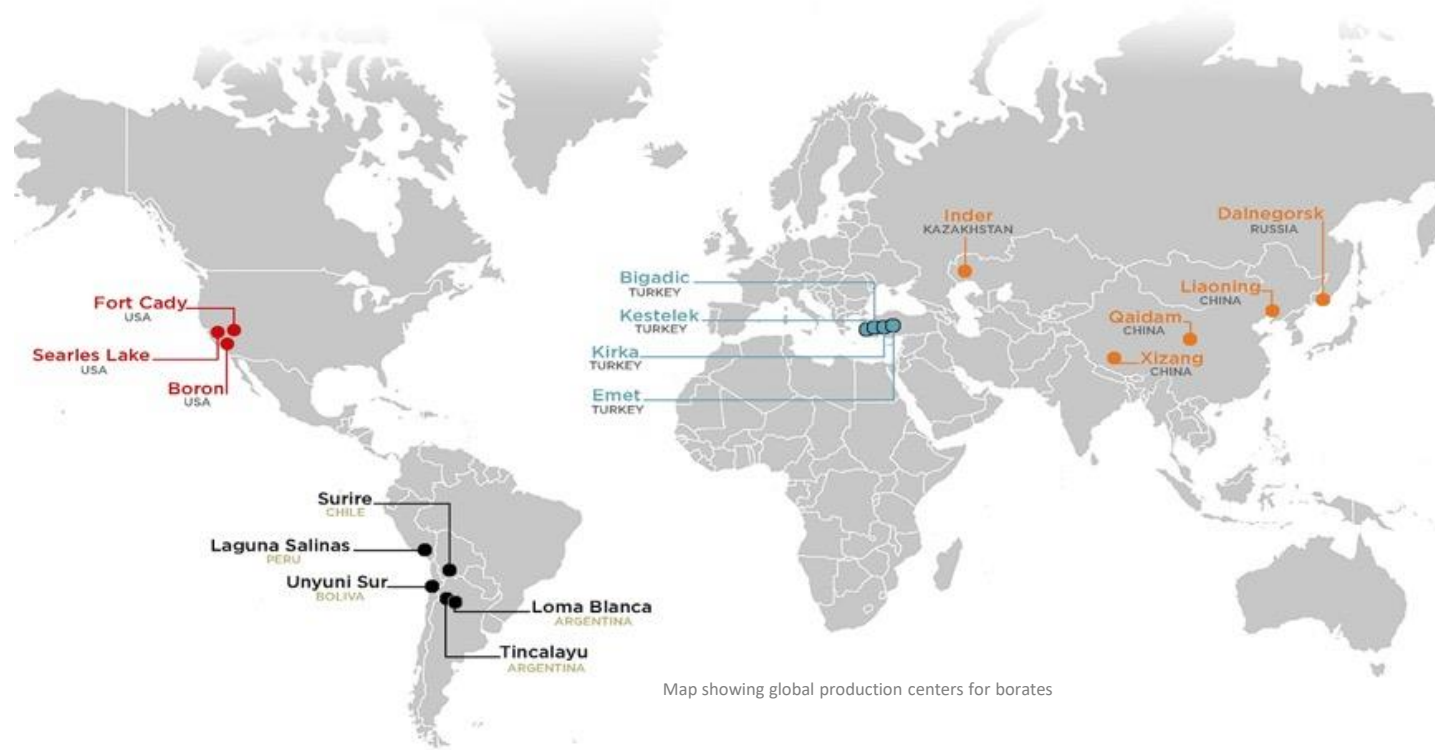 Fort Cady
USA
Searles Lake
USA
Boron
USA
Surire
CHILE
Laguna Salinas
PERU
Unyuni Sur
BOLIVA
Loma Blanca
ARGENTINA
Tincalayu
ARGENTINA
Bigadic
TURKEY
Kestelek
TURKEY
Kirka
TURKEY
Emet
TURKEY
Inder
KAZAKHSTAN
Dalnegorsk
RUSSIA
Liaoning
CHINA
Qaidam
CHINA
Xizang
CHINA
Map showing global production centers for borates